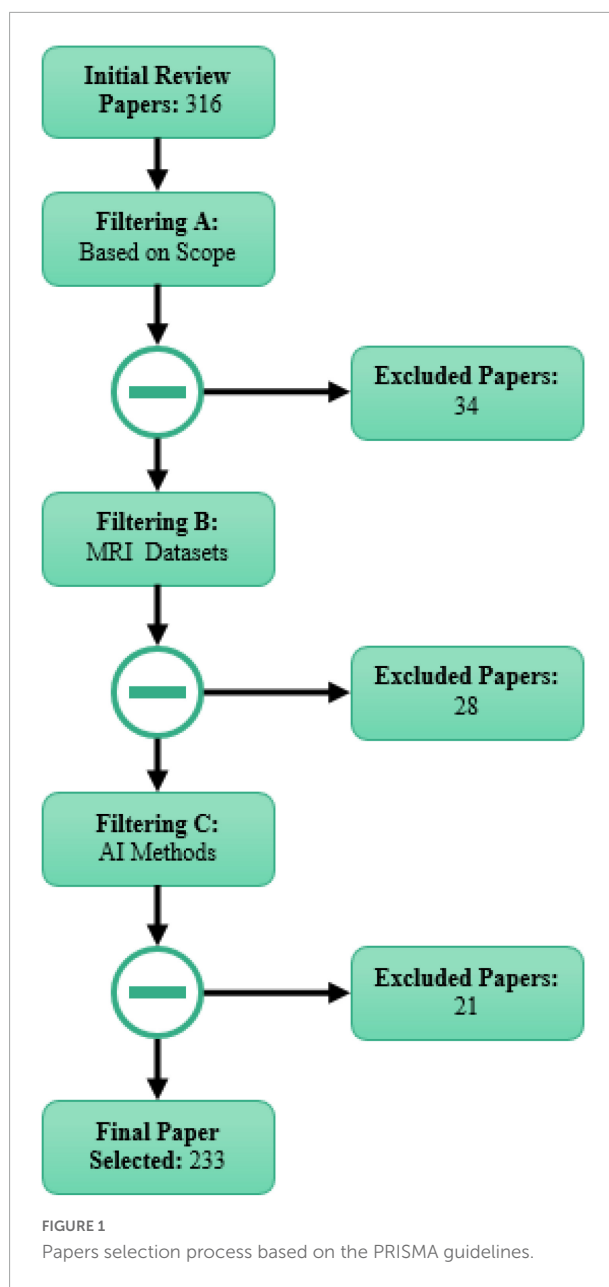 Initial Review
Papers: 316
Filtering A:
Based on Scope
Excluded Papers:
34
Filtering B:
MRI Datasets
Excluded Papers:
28
Filtering C:
AI Methods
Excluded Papers:
21
Final Paper
Selected: 233
FIGURE 1
Papers selection process based on the PRISMA guidelines.